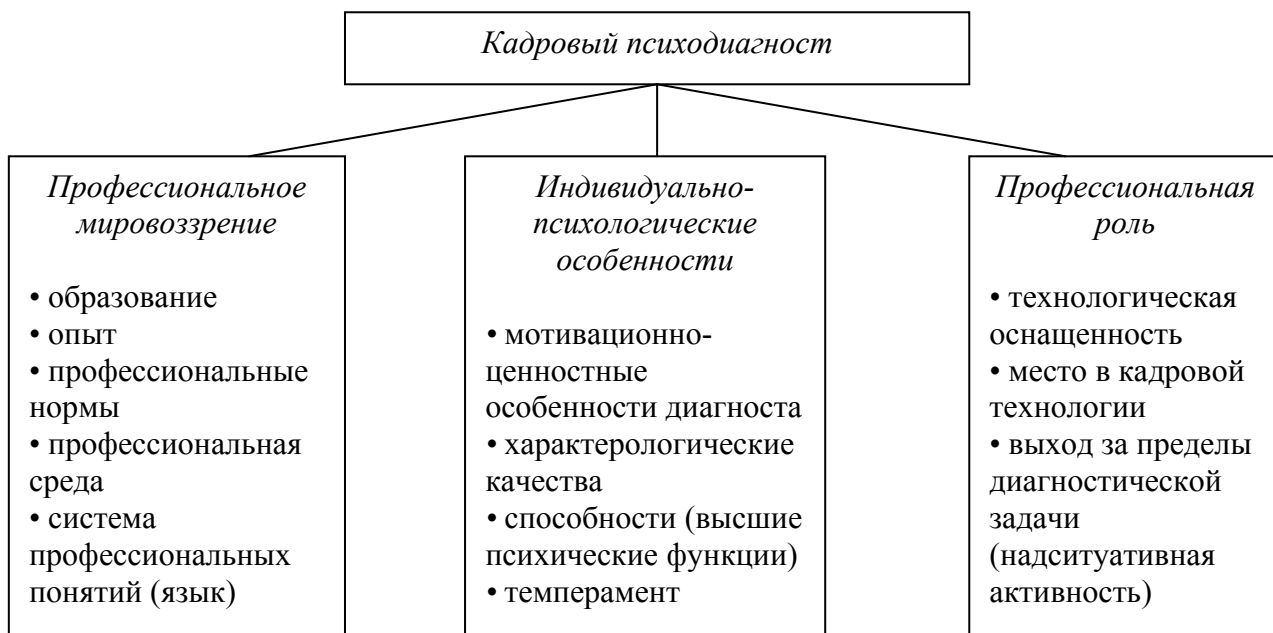 Кадровый психодиагност
Профессиональное
мировоззрение
• образование
• опыт
• профессиональные
нормы
• профессиональная
среда
• система
профессиональных
понятий (язык)
Индивидуально-
психологические
особенности
• мотивационно-
ценностные
особенности диагноста
• характерологические
качества
• способности (высшие
психические функции)
• темперамент
Профессиональная
роль
• технологическая
оснащенность
• место в кадровой
технологии
• выход за пределы
диагностической
задачи
(надситуативная
активность)